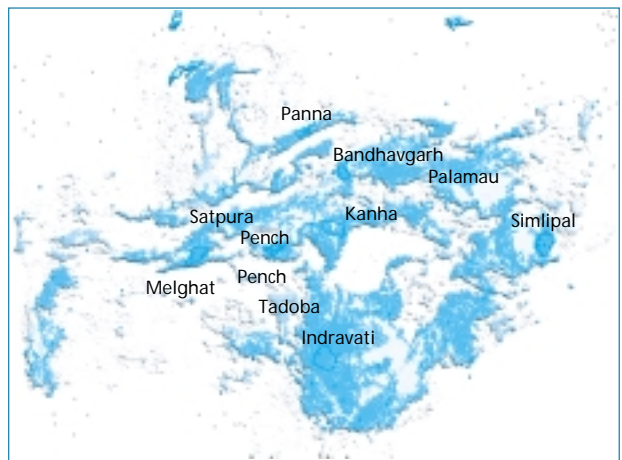 Panna
Bandhavgarh
Palamau
Satpura
Kanha
Simlipal
Pench
Pench
Melghat
Tadoba
Indravati